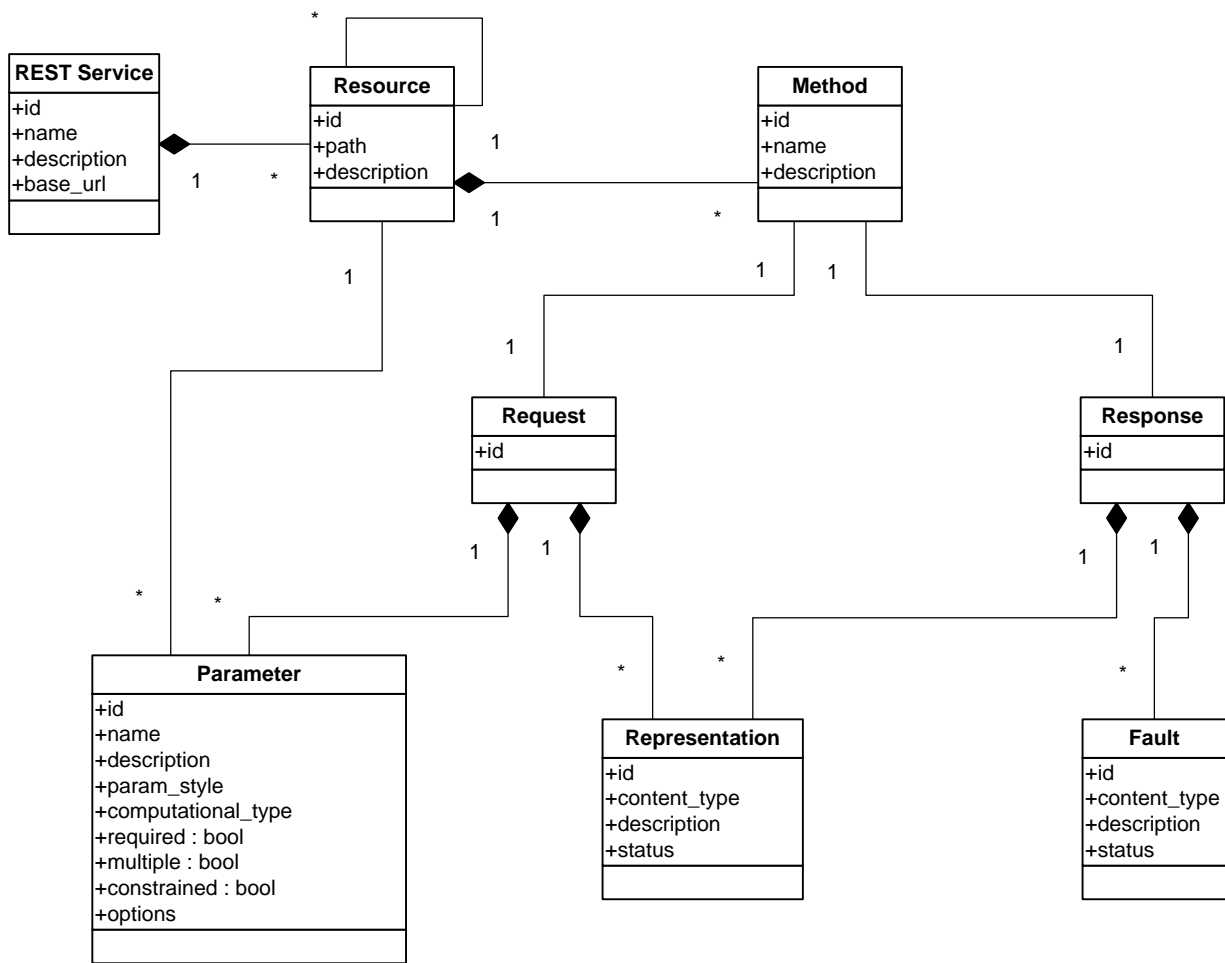 *
REST Service
+id
+name
+description
+base_url
1
*
Resource
+id
+path
+description
1
1
*
Method
+id
+name
+description
1
1
1
1
1
Request
+id
1
1
Response
+id
1
1
*
*
*
*
*
Parameter
+id
+name
+description
+param_style
+computational_type
+required : bool
+multiple : bool
+constrained : bool
+options
Representation
+id
+content_type
+description
+status
Fault
+id
+content_type
+description
+status